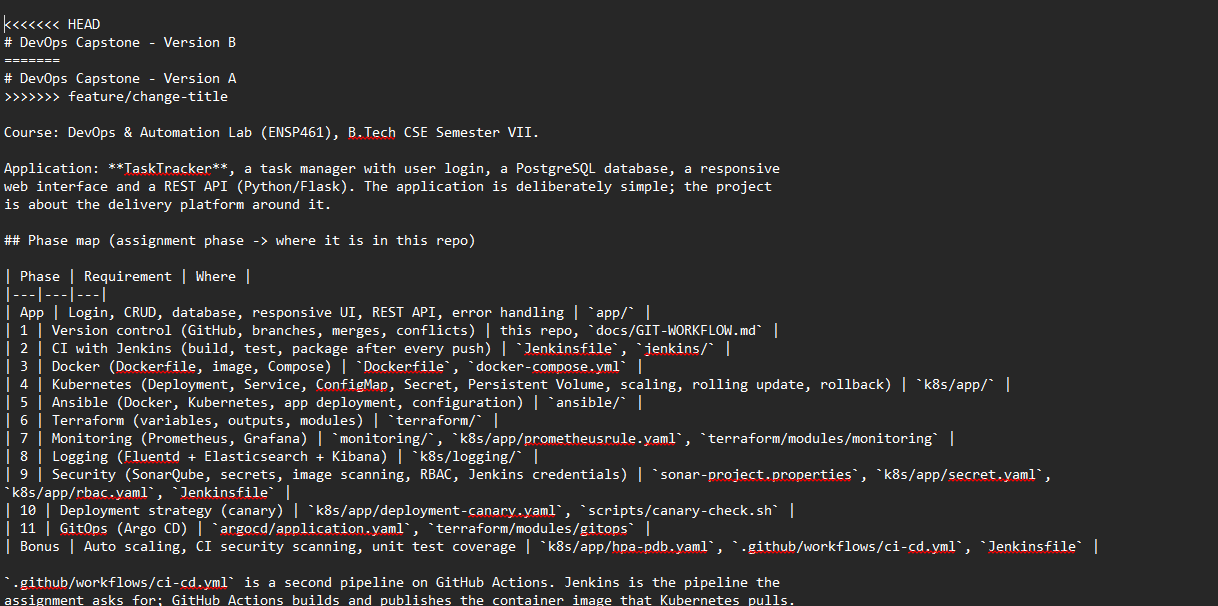 <<<<<<< HEAD
# DevOps Capstone - Version B
=======
# DevOps Capstone - Version A
>>>>>>> feature/change-title
Course: DevOps & Automation Lab (ENSP461), B.Tech CSE Semester VII.
Application: **TaskTracker**, a task manager with user login, a PostgreSQL database, a responsive
web interface and a REST API (Python/Flask). The application is deliberately simple; the project
is about the delivery platform around it.
## Phase map (assignment phase -> where it is in this repo)
| Phase | Requirement | Where |
|---|---|---|
| App | Login, CRUD, database, responsive UI, REST API, error handling | `app/` |
| 1 | Version control (GitHub, branches, merges, conflicts) | this repo, `docs/GIT-WORKFLOW.md` |
| 2 | CI with Jenkins (build, test, package after every push) | `Jenkinsfile`, `jenkins/` |
| 3 | Docker (Dockerfile, image, Compose) | `Dockerfile`, `docker-compose.yml` |
| 4 | Kubernetes (Deployment, Service, ConfigMap, Secret, Persistent Volume, scaling, rolling update, rollback) | `k8s/app/` |
| 5 | Ansible (Docker, Kubernetes, app deployment, configuration) | `ansible/` |
| 6 | Terraform (variables, outputs, modules) | `terraform/` |
| 7 | Monitoring (Prometheus, Grafana) | `monitoring/`, `k8s/app/prometheusrule.yaml`, `terraform/modules/monitoring` |
| 8 | Logging (Fluentd + Elasticsearch + Kibana) | `k8s/logging/` |
| 9 | Security (SonarQube, secrets, image scanning, RBAC, Jenkins credentials) | `sonar-project.properties`, `k8s/app/secret.yaml`,
`k8s/app/rbac.yaml`, `Jenkinsfile` |
| 10 | Deployment strategy (canary) | `k8s/app/deployment-canary.yaml`, `scripts/canary-check.sh` |
| 11 | GitOps (Argo CD) | `argocd/application.yaml`, `terraform/modules/gitops` |
| Bonus | Auto scaling, CI security scanning, unit test coverage | `k8s/app/hpa-pdb.yaml`, `.github/workflows/ci-cd.yml`, `Jenkinsfile` |
`.github/workflows/ci-cd.yml` is a second pipeline on GitHub Actions. Jenkins is the pipeline the
assignment asks for; GitHub Actions builds and publishes the container image that Kubernetes pulls.